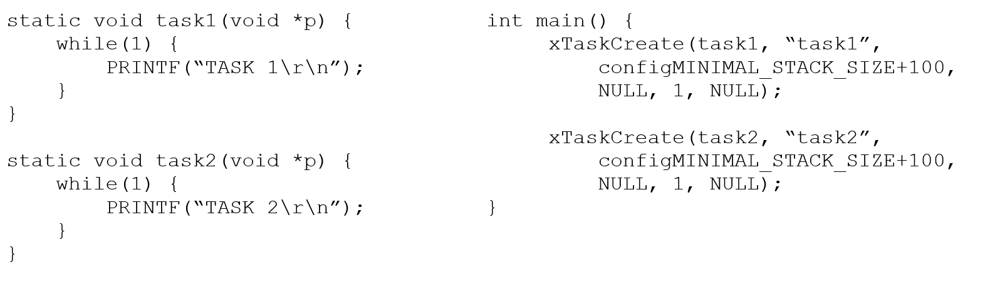 static void task1(void *p) {
    while(1) {
        PRINTF(“TASK 1\r\n”);
    }
}

static void task2(void *p) {
    while(1) {
        PRINTF(“TASK 2\r\n”);
    }
}

int main() {
     xTaskCreate(task1, “task1”,
         configMINIMAL_STACK_SIZE+100,
         NULL, 1, NULL);

     xTaskCreate(task2, “task2”,
         configMINIMAL_STACK_SIZE+100,
         NULL, 1, NULL);
}